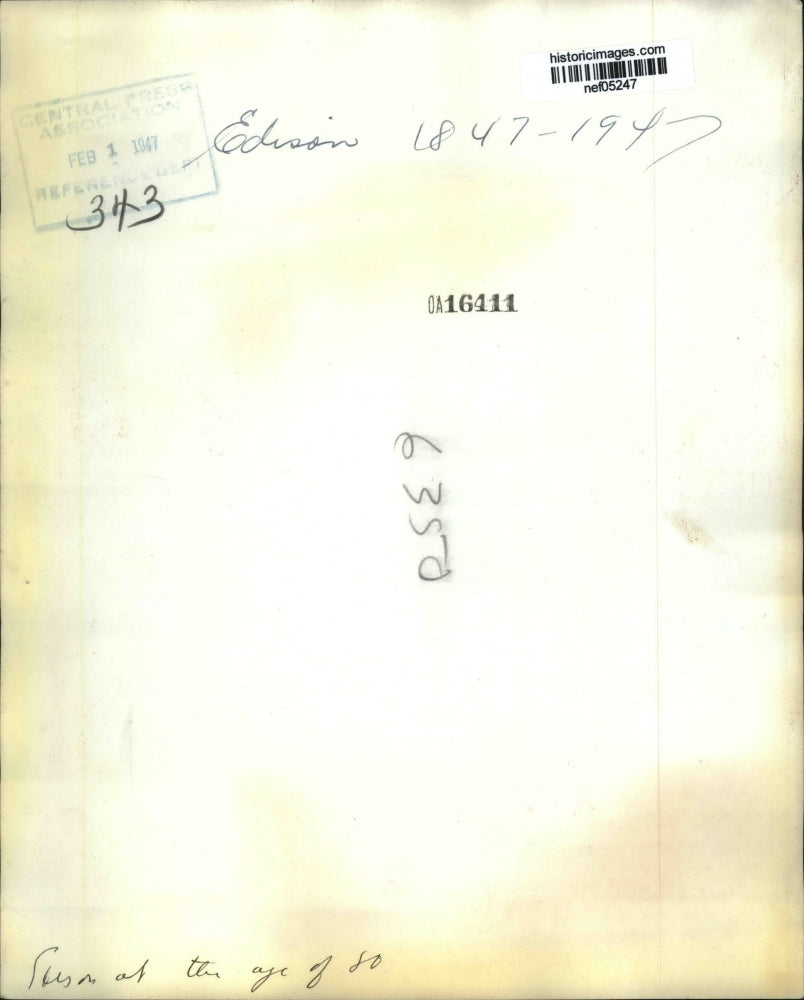 historicimages.com
nef05247
CENTRAL PRESS
ASSOCIATION
FEB 1 1947
REFERENCE DEPT
343
Edison 1847-1947
OA16411
Edison at the age of 80